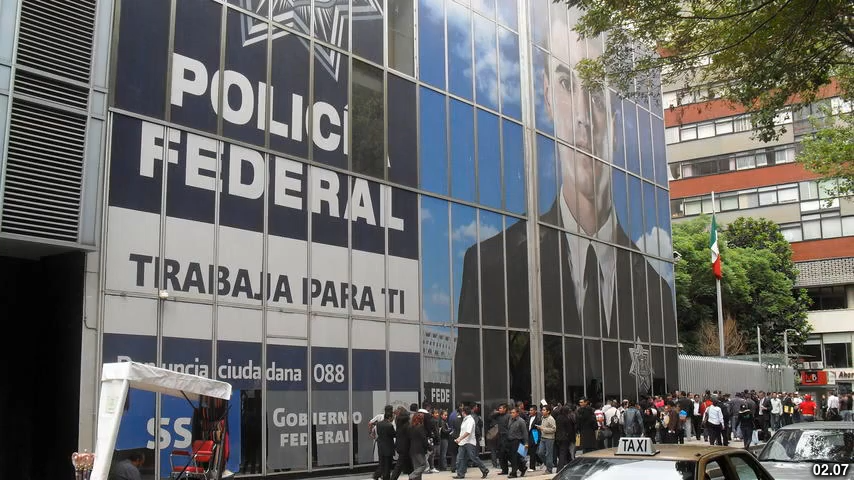 POLICÍA
FEDERAL
TRABAJA PARA TI
Denuncia ciudadana 088
SS
GOBIERNO
FEDERAL
FEDE
TAXI
02.07